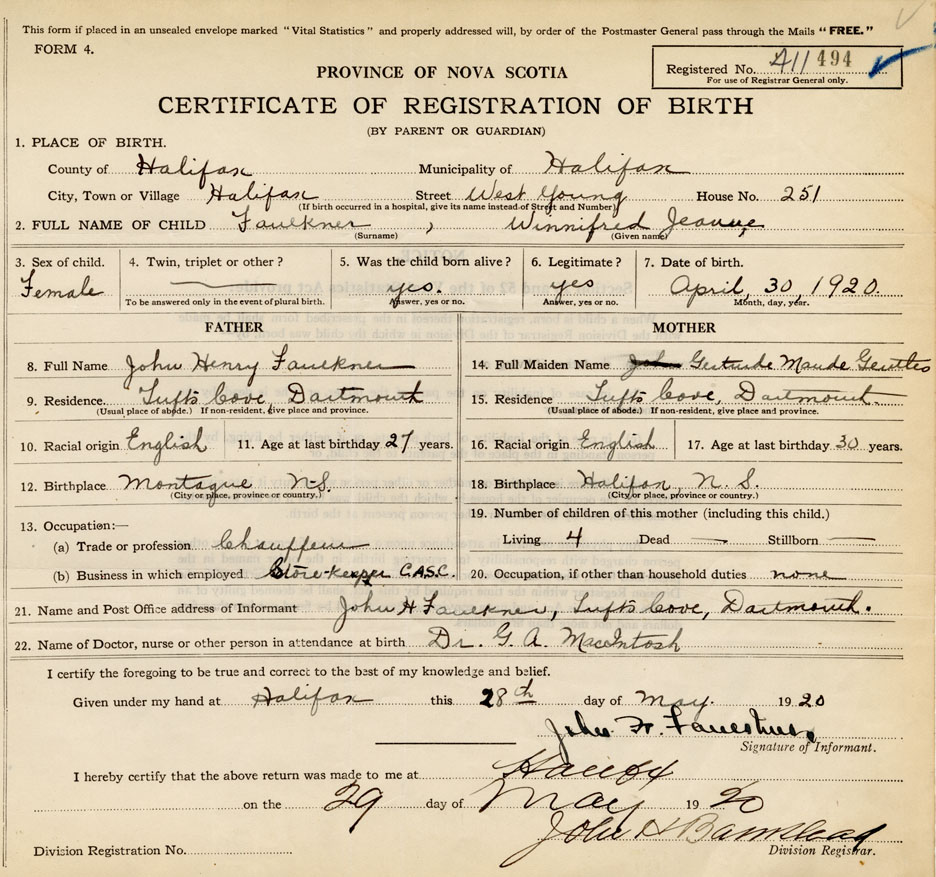 This form if placed in an unsealed envelope marked "Vital Statistics" and properly addressed will, by order of the Postmaster General pass through the Mails "FREE."
FORM 4.
Registered No. 411 494
For use of Registrar General only.
PROVINCE OF NOVA SCOTIA
CERTIFICATE OF REGISTRATION OF BIRTH
(BY PARENT OR GUARDIAN)
1. PLACE OF BIRTH.
County of Halifax Municipality of Halifax
City, Town or Village Halifax Street West Young House No. 251
(If birth occurred in a hospital, give its name instead of Street and Number)
2. FULL NAME OF CHILD Faulkner, Winnifred Jeanne
(Surname) (Given name)
3. Sex of child. 4. Twin, triplet or other? 5. Was the child born alive? 6. Legitimate? 7. Date of birth.
Female yes. yes April, 30, 1920.
To be answered only in the event of plural birth. Answer, yes or no. Answer, yes or no. Month, day, year.
FATHER MOTHER
8. Full Name John Henry Faulkner 14. Full Maiden Name Gertrude Maude Gentles
9. Residence. Tufts Cove, Dartmouth 15. Residence Tufts Cove, Dartmouth
(Usual place of abode.) If non-resident, give place and province. (Usual place of abode.) If non-resident, give place and province.
10. Racial origin English 11. Age at last birthday 27 years. 16. Racial origin English 17. Age at last birthday 30 years.
12. Birthplace Montague N.S. 18. Birthplace Halifax, N.S.
(City or place, province or country.) (City or place, province or country.)
19. Number of children of this mother (including this child.)
13. Occupation:—
(a) Trade or profession Chauffeur Living 4 Dead — Stillborn —
(b) Business in which employed Store-keeper C.A.S.C. 20. Occupation, if other than household duties none
21. Name and Post Office address of Informant John H Faulkner, Tufts Cove, Dartmouth.
22. Name of Doctor, nurse or other person in attendance at birth Dr. G. A. MacIntosh
I certify the foregoing to be true and correct to the best of my knowledge and belief.
Given under my hand at Halifax this 28th day of May. 1920
John H. Faulkner
Signature of Informant.
I hereby certify that the above return was made to me at Halifax
on the 29 day of May 1920
John H Barnstead
Division Registration No. Division Registrar.